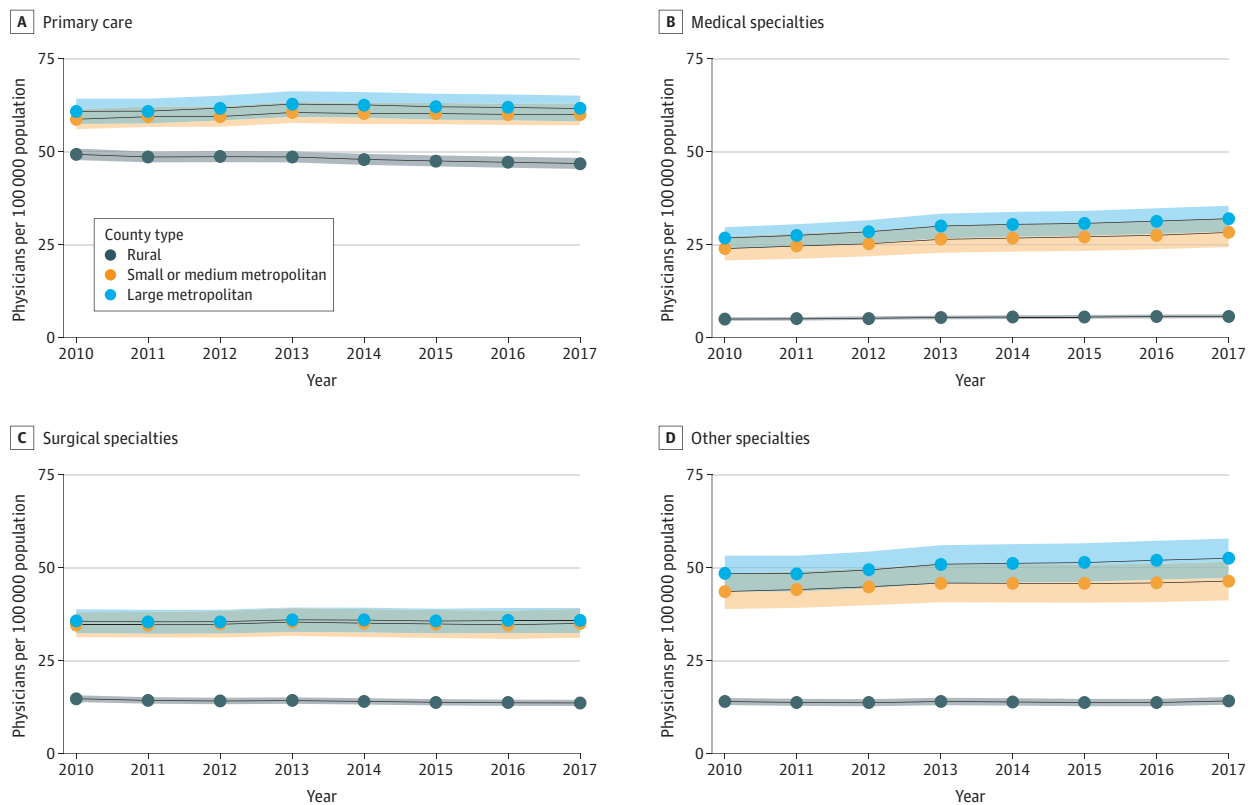 A Primary care
Physicians per 100 000 population
75
50
25
0
County type
Rural
Small or medium metropolitan
Large metropolitan
2010 2011 2012 2013 2014 2015 2016 2017
Year
B Medical specialties
Physicians per 100 000 population
75
50
25
0
2010 2011 2012 2013 2014 2015 2016 2017
Year
C Surgical specialties
Physicians per 100 000 population
75
50
25
0
2010 2011 2012 2013 2014 2015 2016 2017
Year
D Other specialties
Physicians per 100 000 population
75
50
25
0
2010 2011 2012 2013 2014 2015 2016 2017
Year